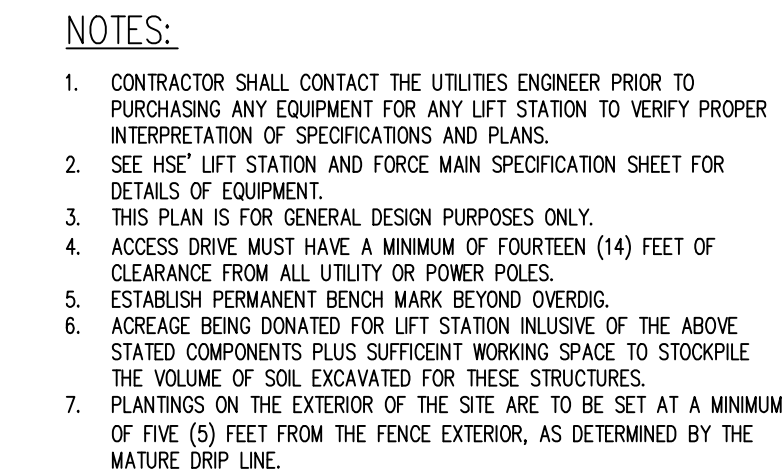 NOTES:
1. CONTRACTOR SHALL CONTACT THE UTILITIES ENGINEER PRIOR TO
PURCHASING ANY EQUIPMENT FOR ANY LIFT STATION TO VERIFY PROPER
INTERPRETATION OF SPECIFICATIONS AND PLANS.
2. SEE HSE' LIFT STATION AND FORCE MAIN SPECIFICATION SHEET FOR
DETAILS OF EQUIPMENT.
3. THIS PLAN IS FOR GENERAL DESIGN PURPOSES ONLY.
4. ACCESS DRIVE MUST HAVE A MINIMUM OF FOURTEEN (14) FEET OF
CLEARANCE FROM ALL UTILITY OR POWER POLES.
5. ESTABLISH PERMANENT BENCH MARK BEYOND OVERDIG.
6. ACREAGE BEING DONATED FOR LIFT STATION INLUSIVE OF THE ABOVE
STATED COMPONENTS PLUS SUFFICEINT WORKING SPACE TO STOCKPILE
THE VOLUME OF SOIL EXCAVATED FOR THESE STRUCTURES.
7. PLANTINGS ON THE EXTERIOR OF THE SITE ARE TO BE SET AT A MINIMUM
OF FIVE (5) FEET FROM THE FENCE EXTERIOR, AS DETERMINED BY THE
MATURE DRIP LINE.